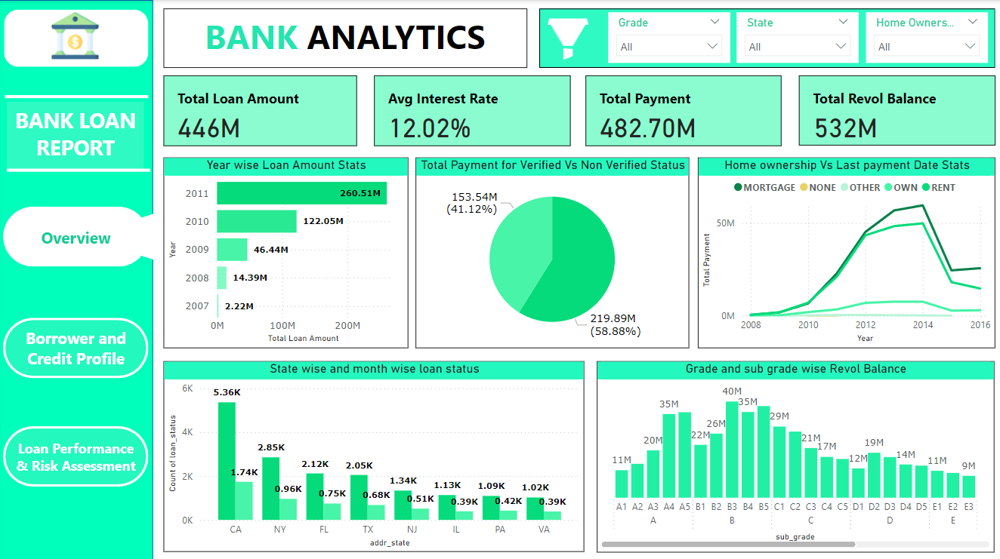 BANK ANALYTICS
Grade
All
State
All
Home Owners...
All
BANK LOAN
REPORT
Overview
Borrower and
Credit Profile
Loan Performance
& Risk Assessment
Total Loan Amount
446M
Avg Interest Rate
12.02%
Total Payment
482.70M
Total Revol Balance
532M
Year wise Loan Amount Stats
Year
2011 260.51M
2010 122.05M
2009 46.44M
2008 14.39M
2007 2.22M
0M 100M 200M
Total Loan Amount
Total Payment for Verified Vs Non Verified Status
153.54M
(41.12%)
219.89M
(58.88%)
Home ownership Vs Last payment Date Stats
MORTGAGE NONE OTHER OWN RENT
Total Payment
50M
0M
2008 2010 2012 2014 2016
Year
State wise and month wise loan status
Count of loan_status
6K
4K
2K
0K
5.36K 1.74K
2.85K 0.96K
2.12K 0.75K
2.05K 0.68K
1.34K 0.51K
1.13K 0.39K
1.09K 0.42K
1.02K 0.39K
CA NY FL TX NJ IL PA VA
addr_state
Grade and sub grade wise Revol Balance
11M 20M 35M 22M 26M 40M 35M 29M 21M 17M 12M 19M 14M 11M 9M
A1 A2 A3 A4 A5 B1 B2 B3 B4 B5 C1 C2 C3 C4 C5 D1 D2 D3 D4 D5 E1 E2 E3
A B C D E
sub_grade